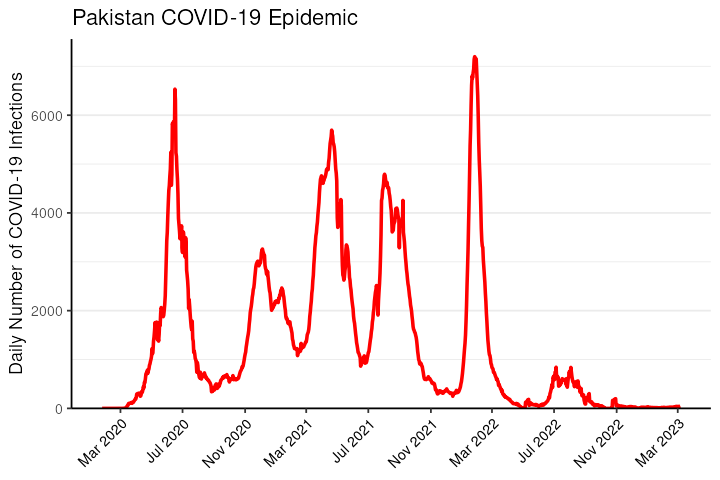 Pakistan COVID-19 Epidemic
Daily Number of COVID-19 Infections
6000
4000
2000
0
Mar 2020
Jul 2020
Nov 2020
Mar 2021
Jul 2021
Nov 2021
Mar 2022
Jul 2022
Nov 2022
Mar 2023